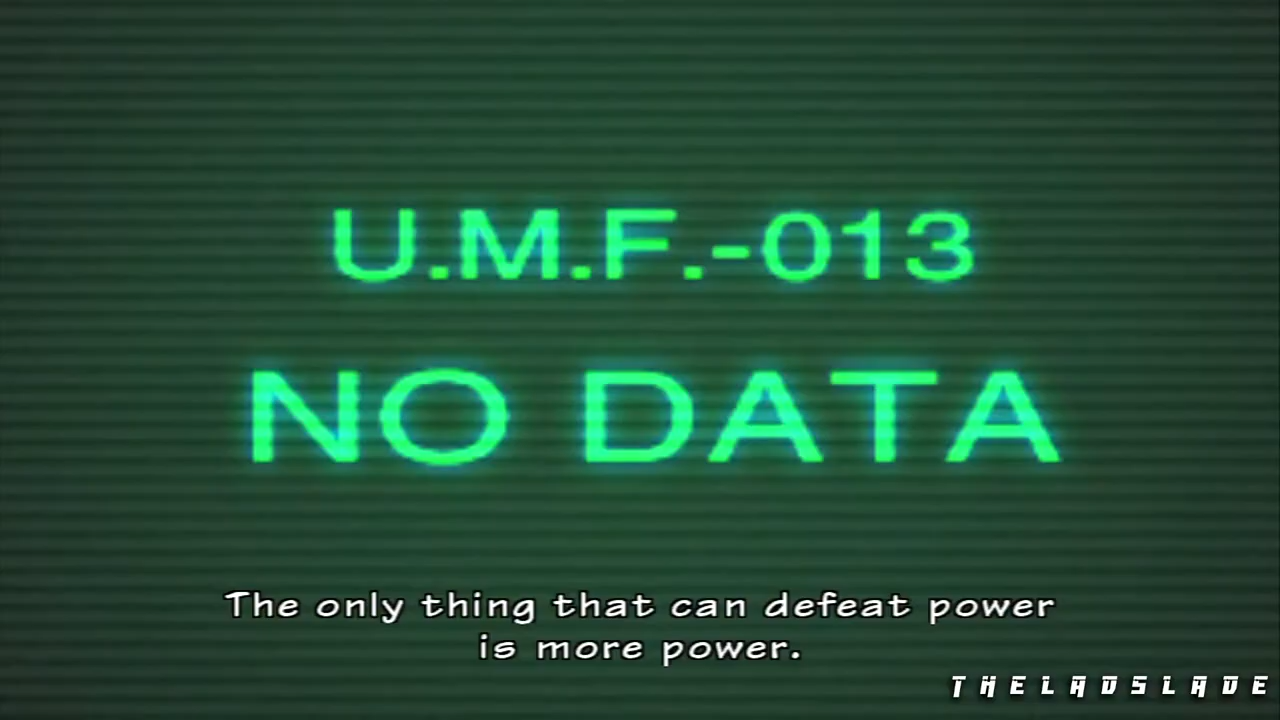 U.M.F.-013
NO DATA
The only thing that can defeat power
is more power.
THELADSLADE